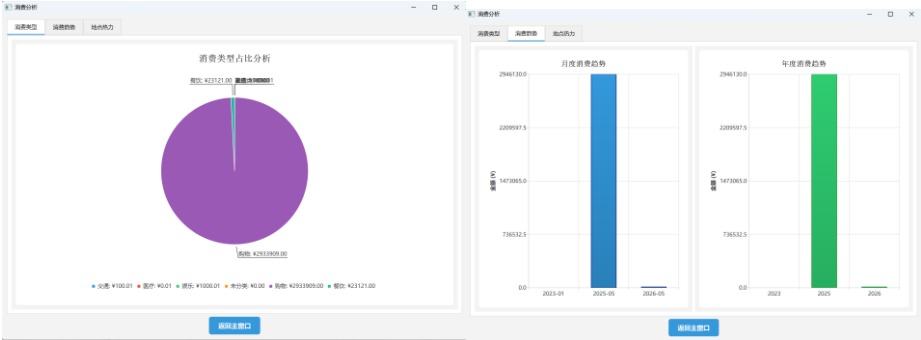 消费分析
消费类型 消费趋势 地点热力
消费类型占比分析
餐饮: ¥23121.00
购物: ¥2933909.00
交通: ¥100.01 医疗: ¥0.01 娱乐: ¥1000.01 未分类: ¥0.00 购物: ¥2933909.00 餐饮: ¥23121.00
返回主窗口
消费分析
消费类型 消费趋势 地点热力
月度消费趋势
金额 (¥)
2946130.0
2209597.5
1473065.0
736532.5
0.0
2023-01 2025-05 2026-05
年度消费趋势
金额 (¥)
2946130.0
2209597.5
1473065.0
736532.5
0.0
2023 2025 2026
返回主窗口